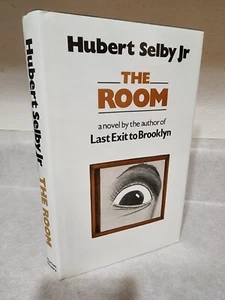 Hubert Selby Jr
THE
ROOM
a novel by the author of
Last Exit to Brooklyn
Hubert Selby Jr THE ROOM